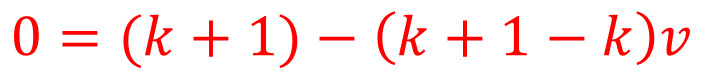 0 = (k + 1) − (k + 1 − k)v